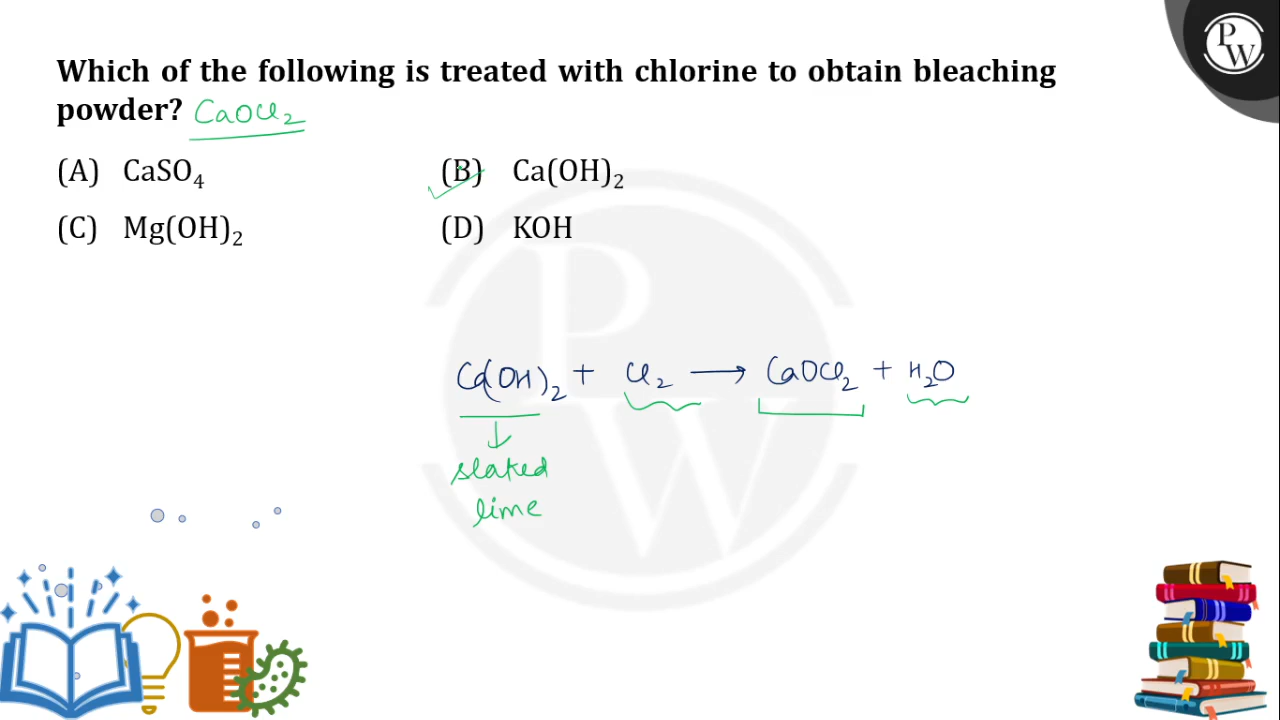 P
W
Which of the following is treated with chlorine to obtain bleaching
powder? CaOCl₂
(A) CaSO₄ (B) Ca(OH)₂
(C) Mg(OH)₂ (D) KOH
P
W
Ca(OH)₂ + Cl₂ ⟶ CaOCl₂ + H₂O
slaked
lime